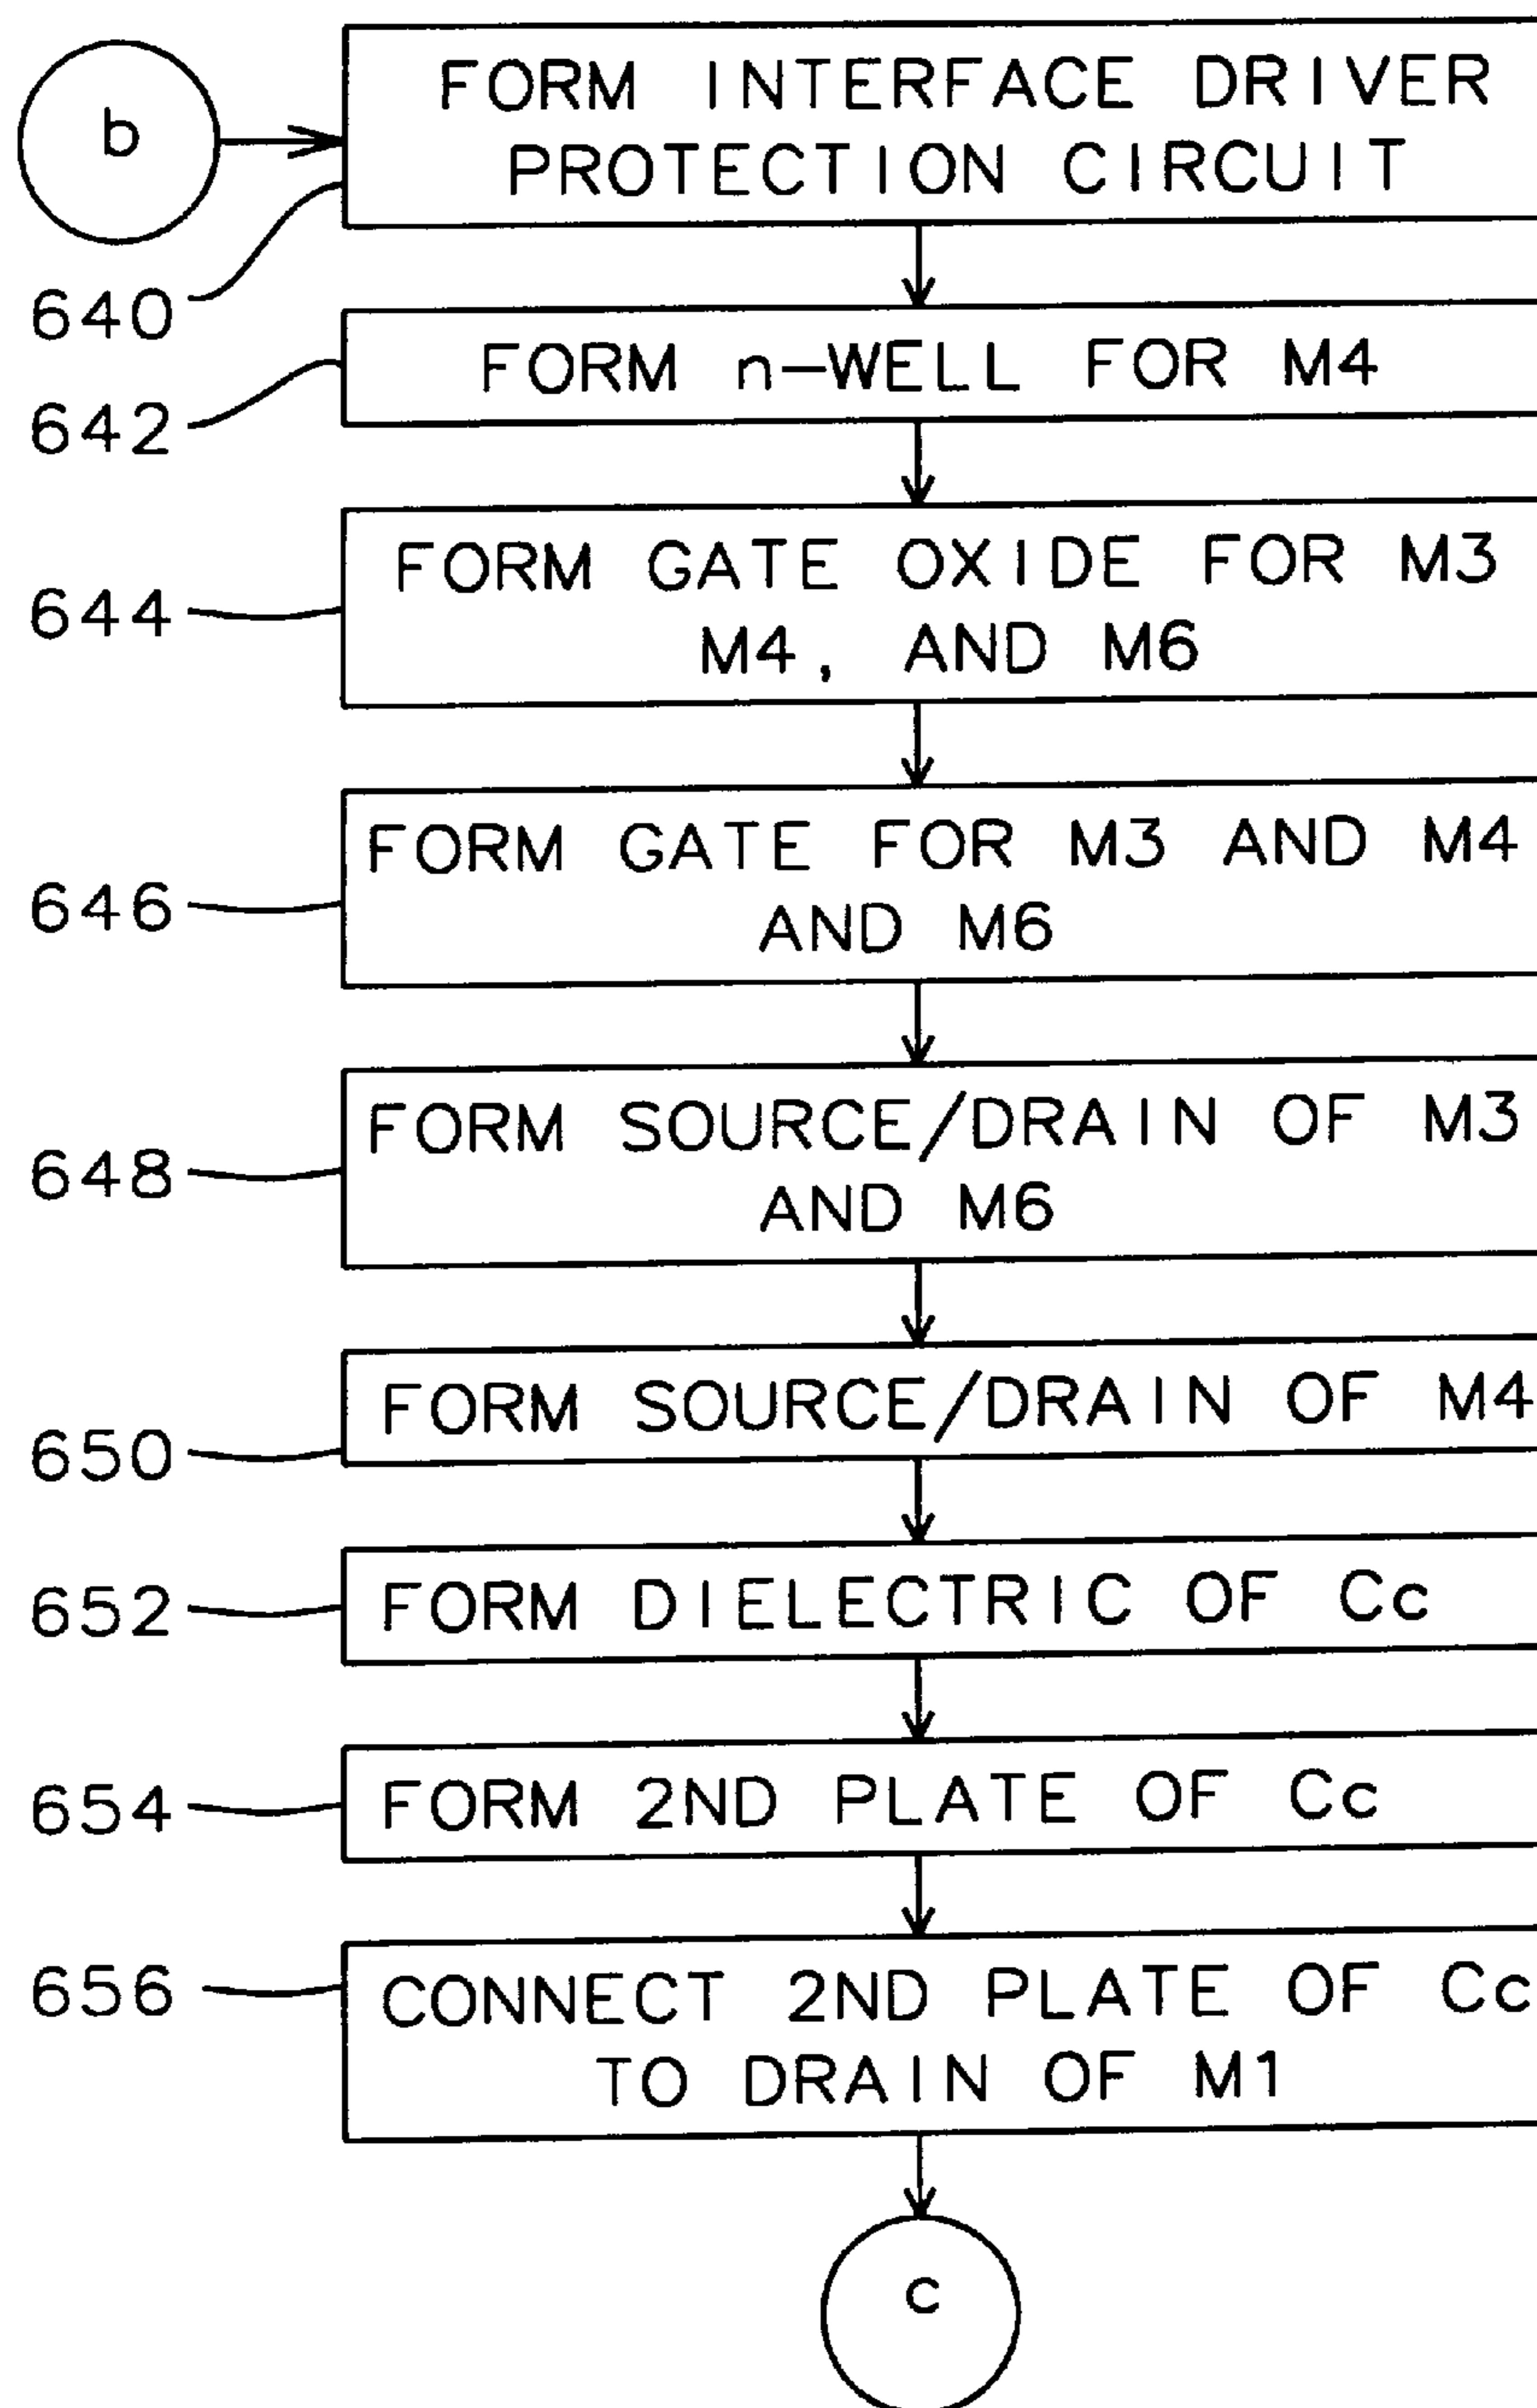 b
FORM INTERFACE DRIVER
PROTECTION CIRCUIT
640
FORM n-WELL FOR M4
642
FORM GATE OXIDE FOR M3
M4, AND M6
644
FORM GATE FOR M3 AND M4
AND M6
646
FORM SOURCE/DRAIN OF M3
AND M6
648
FORM SOURCE/DRAIN OF M4
650
FORM DIELECTRIC OF Cc
652
FORM 2ND PLATE OF Cc
654
CONNECT 2ND PLATE OF Cc
TO DRAIN OF M1
656
c